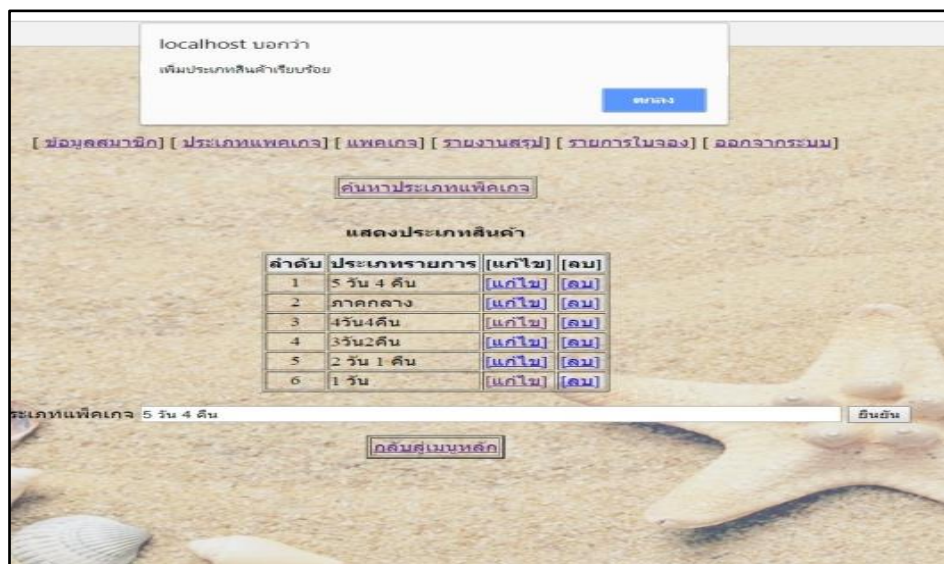 localhost บอกว่า
เพิ่มประเภทสินค้าเรียบร้อย
ตกลง
[ ข้อมูลสมาชิก] [ ประเภทแพคเกจ] [ แพคเกจ] [ รายงานสรุป] [ รายการใบจอง] [ ออกจากระบบ]
ค้นหาประเภทแพ็คเกจ
แสดงประเภทสินค้า
ลำดับ ประเภทรายการ [แก้ไข] [ลบ]
1 5 วัน 4 คืน [แก้ไข] [ลบ]
2 ภาคกลาง [แก้ไข] [ลบ]
3 4วัน4คืน [แก้ไข] [ลบ]
4 3วัน2คืน [แก้ไข] [ลบ]
5 2 วัน 1 คืน [แก้ไข] [ลบ]
6 1 วัน [แก้ไข] [ลบ]
ระเภทแพ็คเกจ 5 วัน 4 คืน ยืนยัน
กลับสู่เมนูหลัก